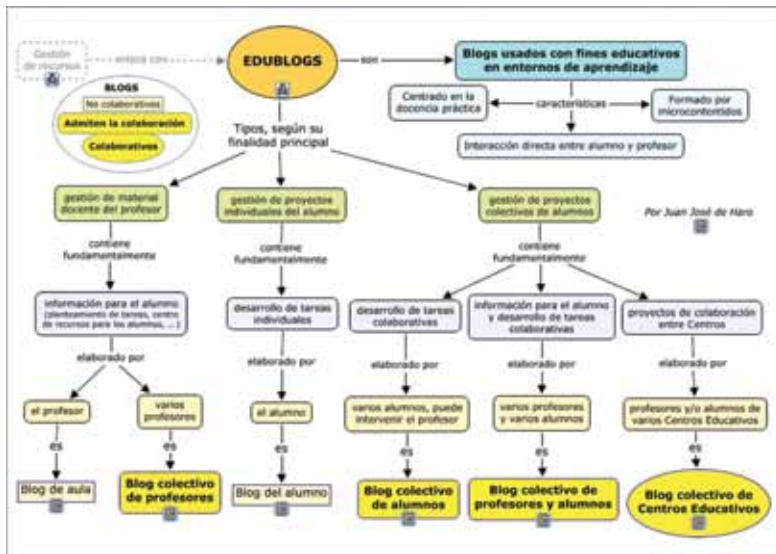 Gestión
de recursos
enlaza con
EDUBLOGS
son
Blogs usados con fines educativos
en entornos de aprendizaje
BLOGS
No colaborativos
Admiten la colaboración
Colaborativos
Centrado en la
docencia práctica
características
Formado por
microcontenidos
Interacción directa entre alumno y profesor
Tipos, según su
finalidad principal
gestión de material
docente del profesor
gestión de proyectos
individuales del alumno
gestión de proyectos
colectivos de alumnos
Por Juan José de Haro
contiene
fundamentalmente
contiene
fundamentalmente
contiene
fundamentalmente
información para el alumno
(planteamiento de tareas, centro
de recursos para los alumnos, ...)
desarrollo de tareas
individuales
desarrollo de tareas
colaborativas
información para el alumno
y desarrollo de tareas
colaborativas
proyectos de colaboración
entre Centros
elaborado por
elaborado por
elaborado por
elaborado por
elaborado por
el profesor
varios
profesores
el alumno
varios alumnos, puede
intervenir el profesor
varios profesores
y varios alumnos
profesores y/o alumnos de
varios Centros Educativos
es
es
es
es
es
es
Blog de aula
Blog colectivo
de profesores
Blog del alumno
Blog colectivo
de alumnos
Blog colectivo de
profesores y alumnos
Blog colectivo de
Centros Educativos